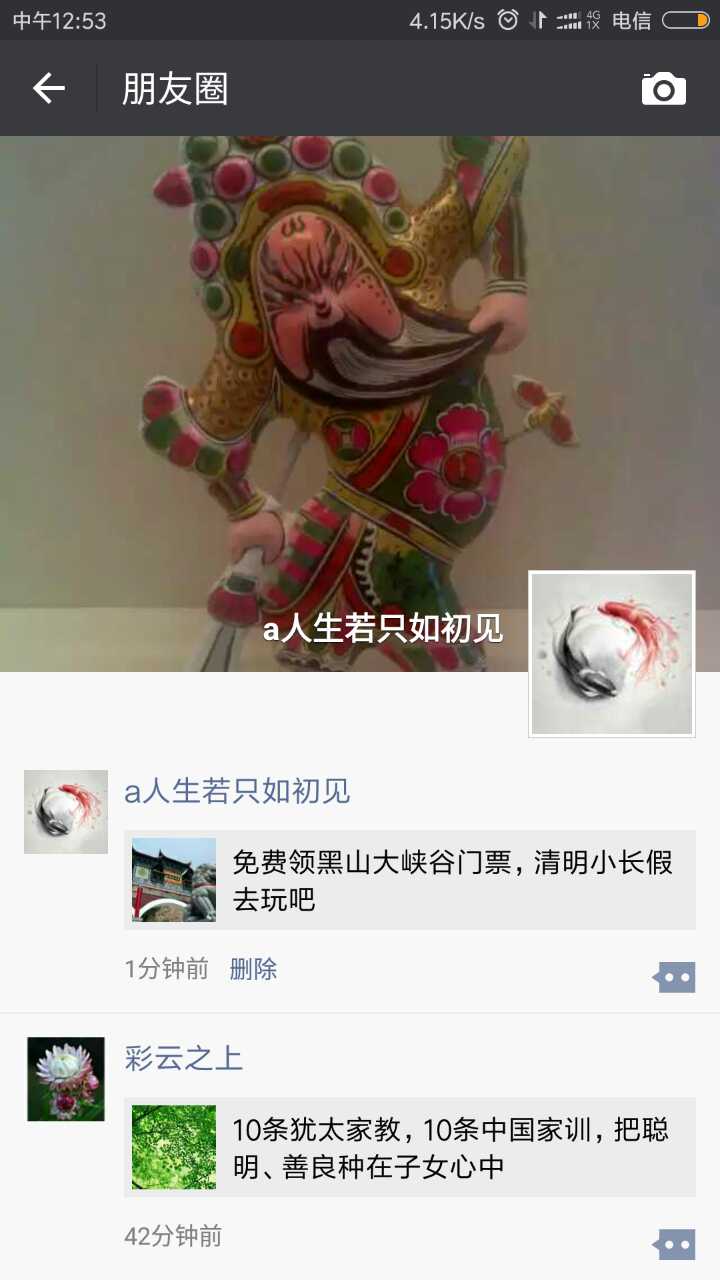 中午12:53
4.15K/s
4G
1X
电信
朋友圈
a人生若只如初见
a人生若只如初见
免费领黑山大峡谷门票，清明小长假
去玩吧
1分钟前 删除
彩云之上
10条犹太家教，10条中国家训，把聪
明、善良种在子女心中
42分钟前